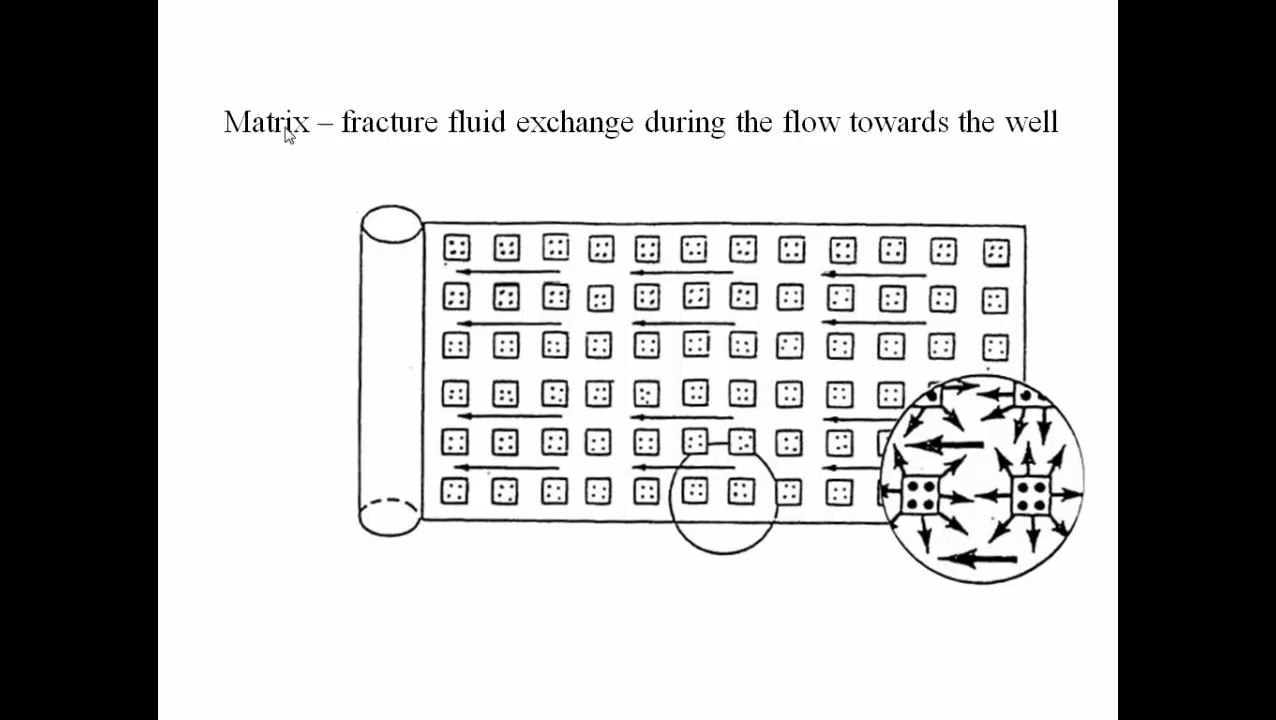 Matrix – fracture fluid exchange during the flow towards the well